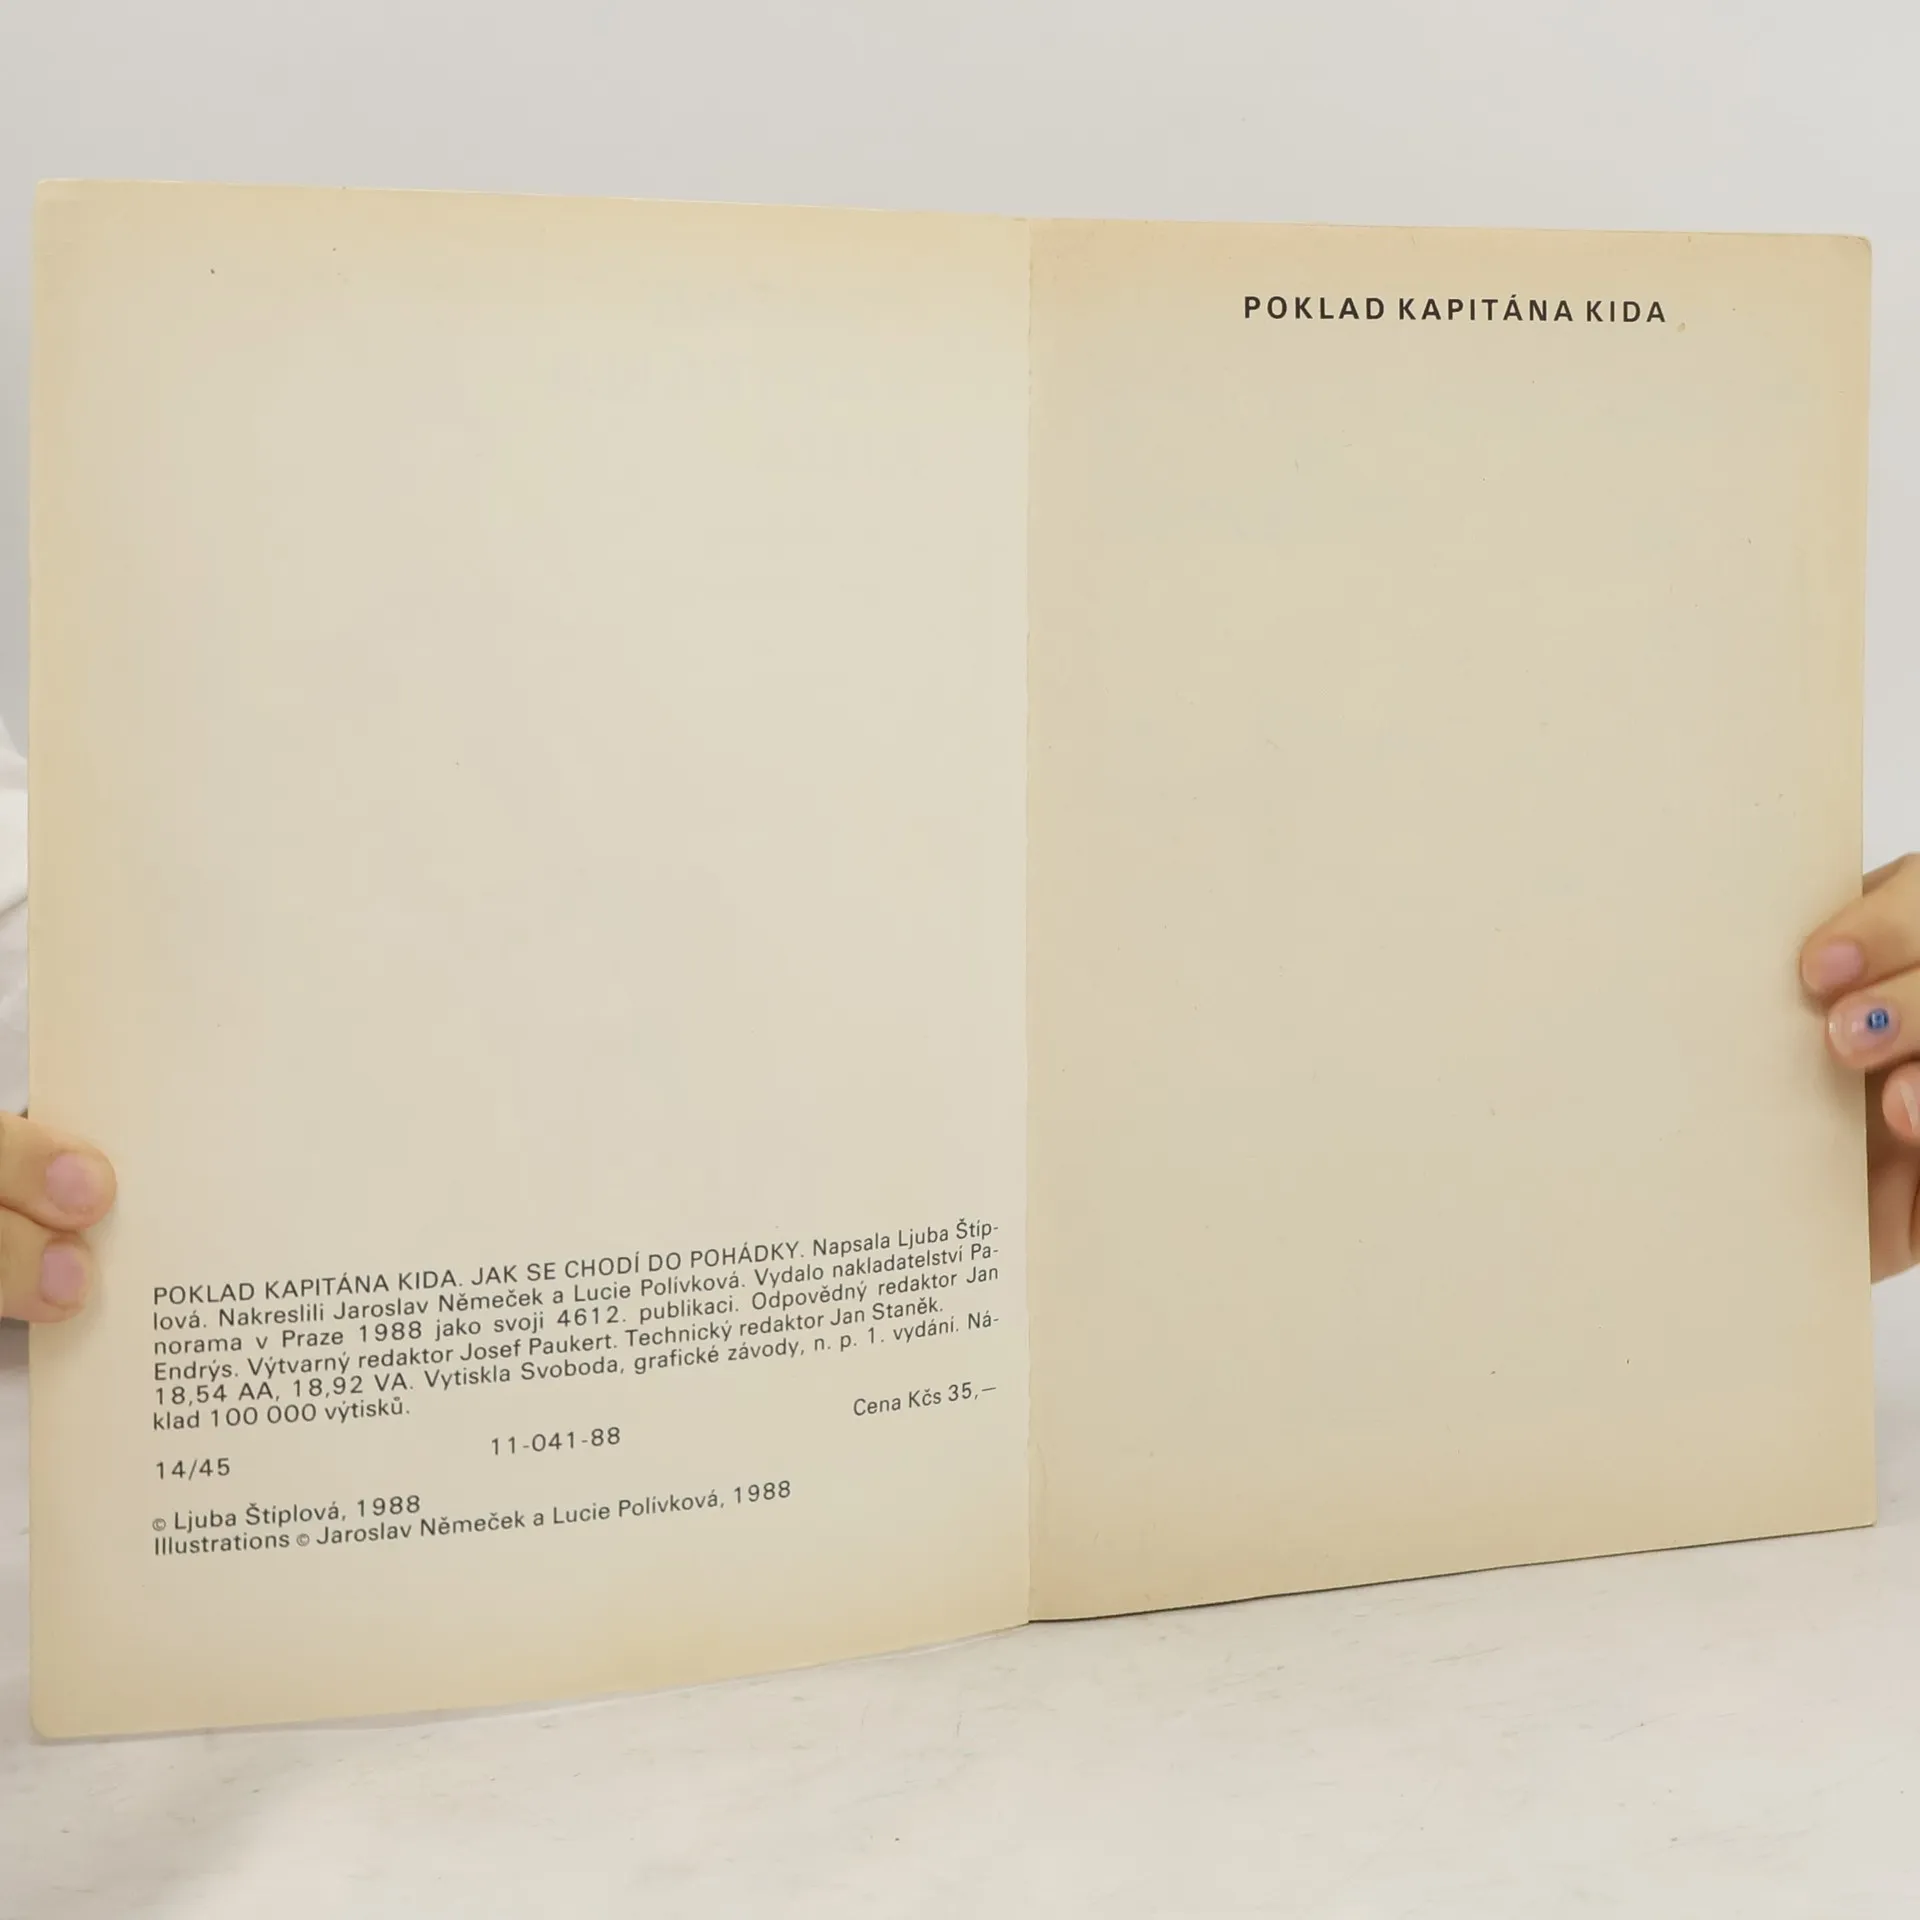 POKLAD KAPITÁNA KIDA. JAK SE CHODÍ DO POHÁDKY. Napsala Ljuba Štíp-
lová. Nakreslili Jaroslav Němeček a Lucie Polívková. Vydalo nakladatelství Pa-
norama v Praze 1988 jako svoji 4612. publikaci. Odpovědný redaktor Jan
Endrýs. Výtvarný redaktor Josef Paukert. Technický redaktor Jan Staněk.
18,54 AA, 18,92 VA. Vytiskla Svoboda, grafické závody, n. p. 1. vydáni. Ná-
klad 100 000 výtisků.
Cena Kčs 35,—
11-041-88
14/45
© Ljuba Štíplová, 1988
Illustrations © Jaroslav Němeček a Lucie Polívková, 1988
POKLAD KAPITÁNA KIDA